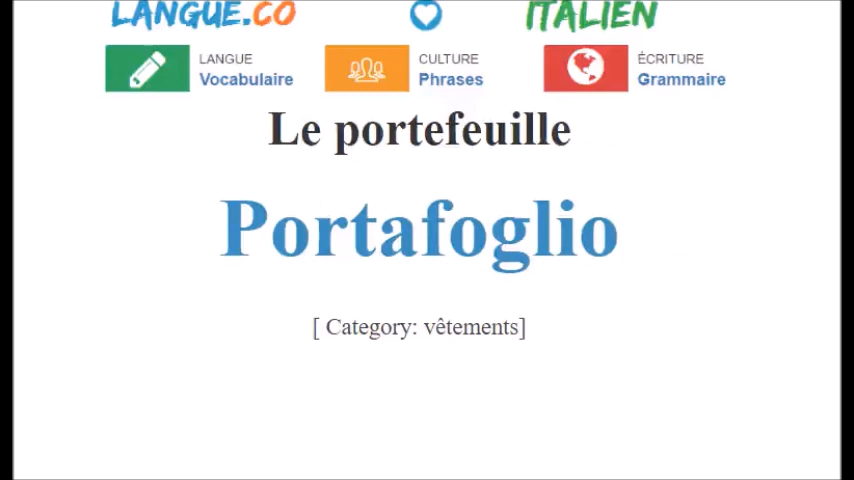 LANGUE.CO ITALIEN
LANGUE CULTURE ÉCRITURE
Vocabulaire Phrases Grammaire
Le portefeuille
Portafoglio
[ Category: vêtements]